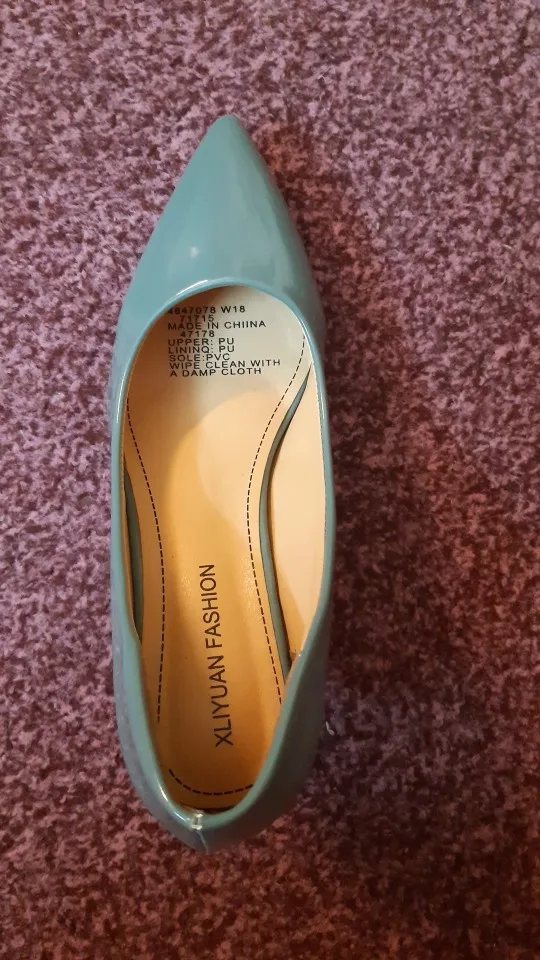 4847078 W18
71715
MADE IN CHIINA
47178
UPPER: PU
LINING: PU
SOLE:PVC
WIPE CLEAN WITH
A DAMP CLOTH
XLIYUAN FASHION